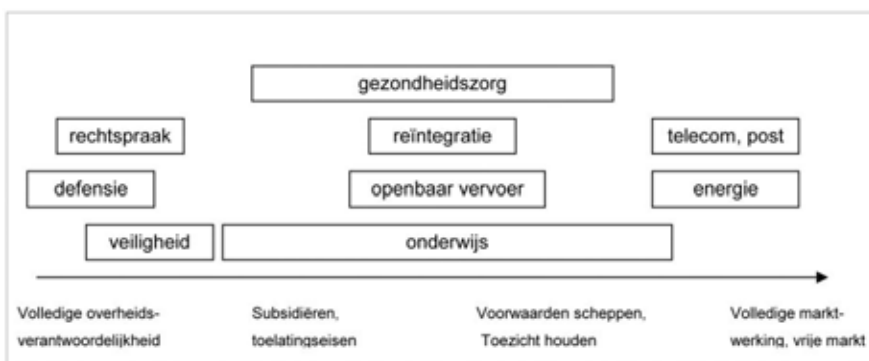 gezondheidszorg
rechtspraak reïntegratie telecom, post
defensie openbaar vervoer energie
veiligheid onderwijs
Volledige overheids- Subsidiëren, Voorwaarden scheppen, Volledige markt-
verantwoordelijkheid toelatingseisen Toezicht houden werking, vrije markt